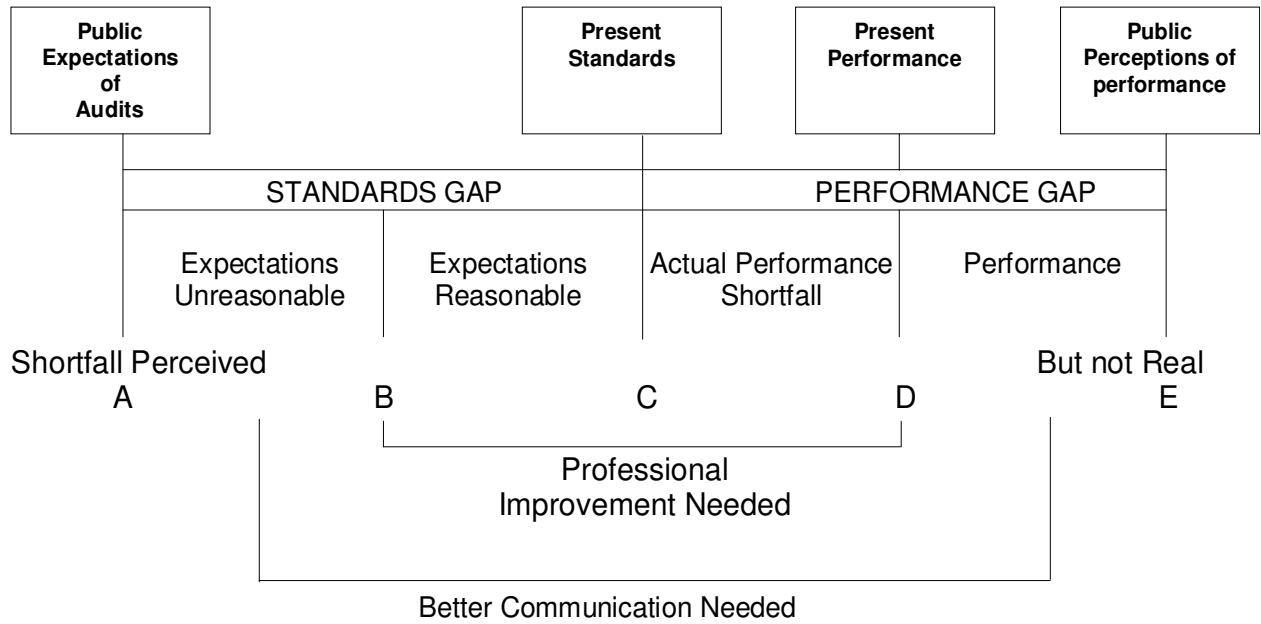 Public
Expectations
of
Audits
Present
Standards
Present
Performance
Public
Perceptions of
performance
STANDARDS GAP
PERFORMANCE GAP
Expectations
Unreasonable
Expectations
Reasonable
Actual Performance
Shortfall
Performance
Shortfall Perceived
But not Real
A
B
C
D
E
Professional
Improvement Needed
Better Communication Needed